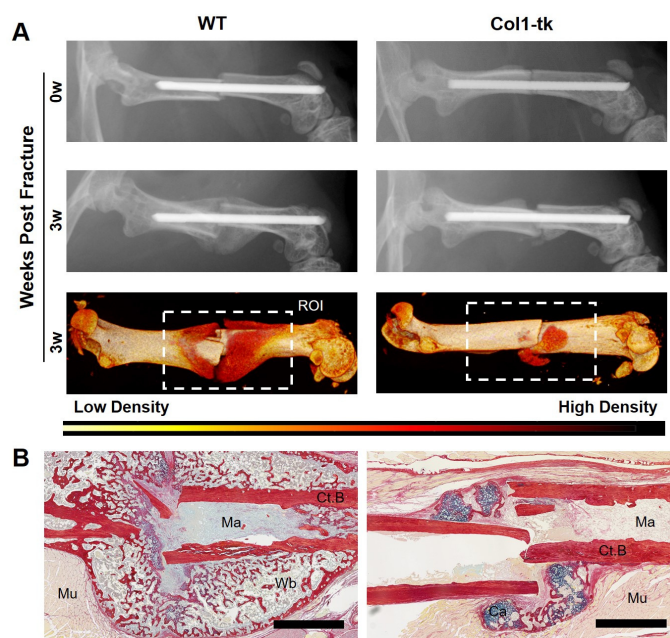 WT
Col1-tk
A
Weeks Post Fracture
0w
3w
3w
ROI
Low Density
High Density
B
Ct.B
Ma
Wb
Mu
Ma
Ct.B
Ca
Mu